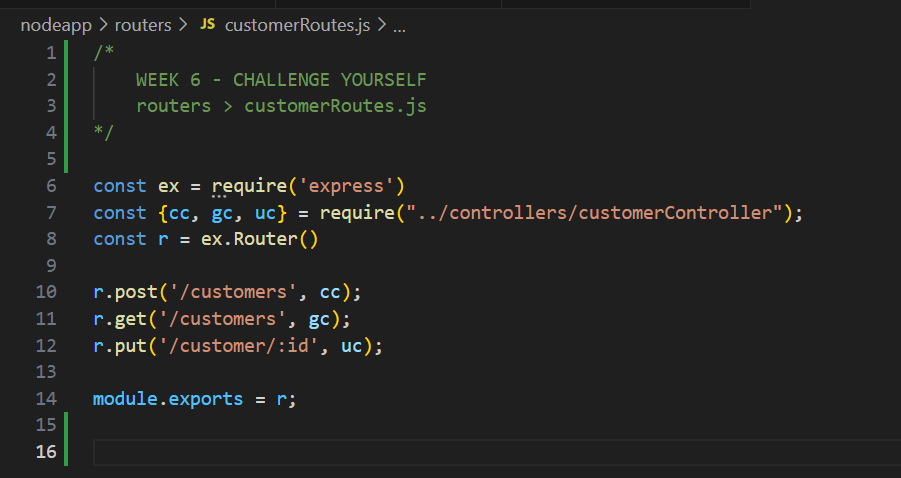 nodeapp > routers > JS customerRoutes.js > ...
1 /*
2     WEEK 6 - CHALLENGE YOURSELF
3     routers > customerRoutes.js
4 */
5
6 const ex = require('express')
7 const {cc, gc, uc} = require("../controllers/customerController");
8 const r = ex.Router()
9
10 r.post('/customers', cc);
11 r.get('/customers', gc);
12 r.put('/customer/:id', uc);
13
14 module.exports = r;
15
16